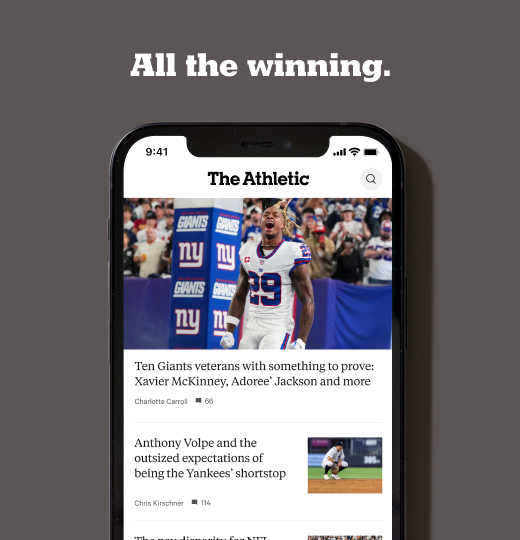 All the winning.
9:41
The Athletic
GIANTS GIANTS
ny ny
29
GIANTS GIANTS
ny ny
Ten Giants veterans with something to prove:
Xavier McKinney, Adoree' Jackson and more
Charlotte Carroll 66
Anthony Volpe and the
outsized expectations of
being the Yankees' shortstop
Chris Kirschner 114